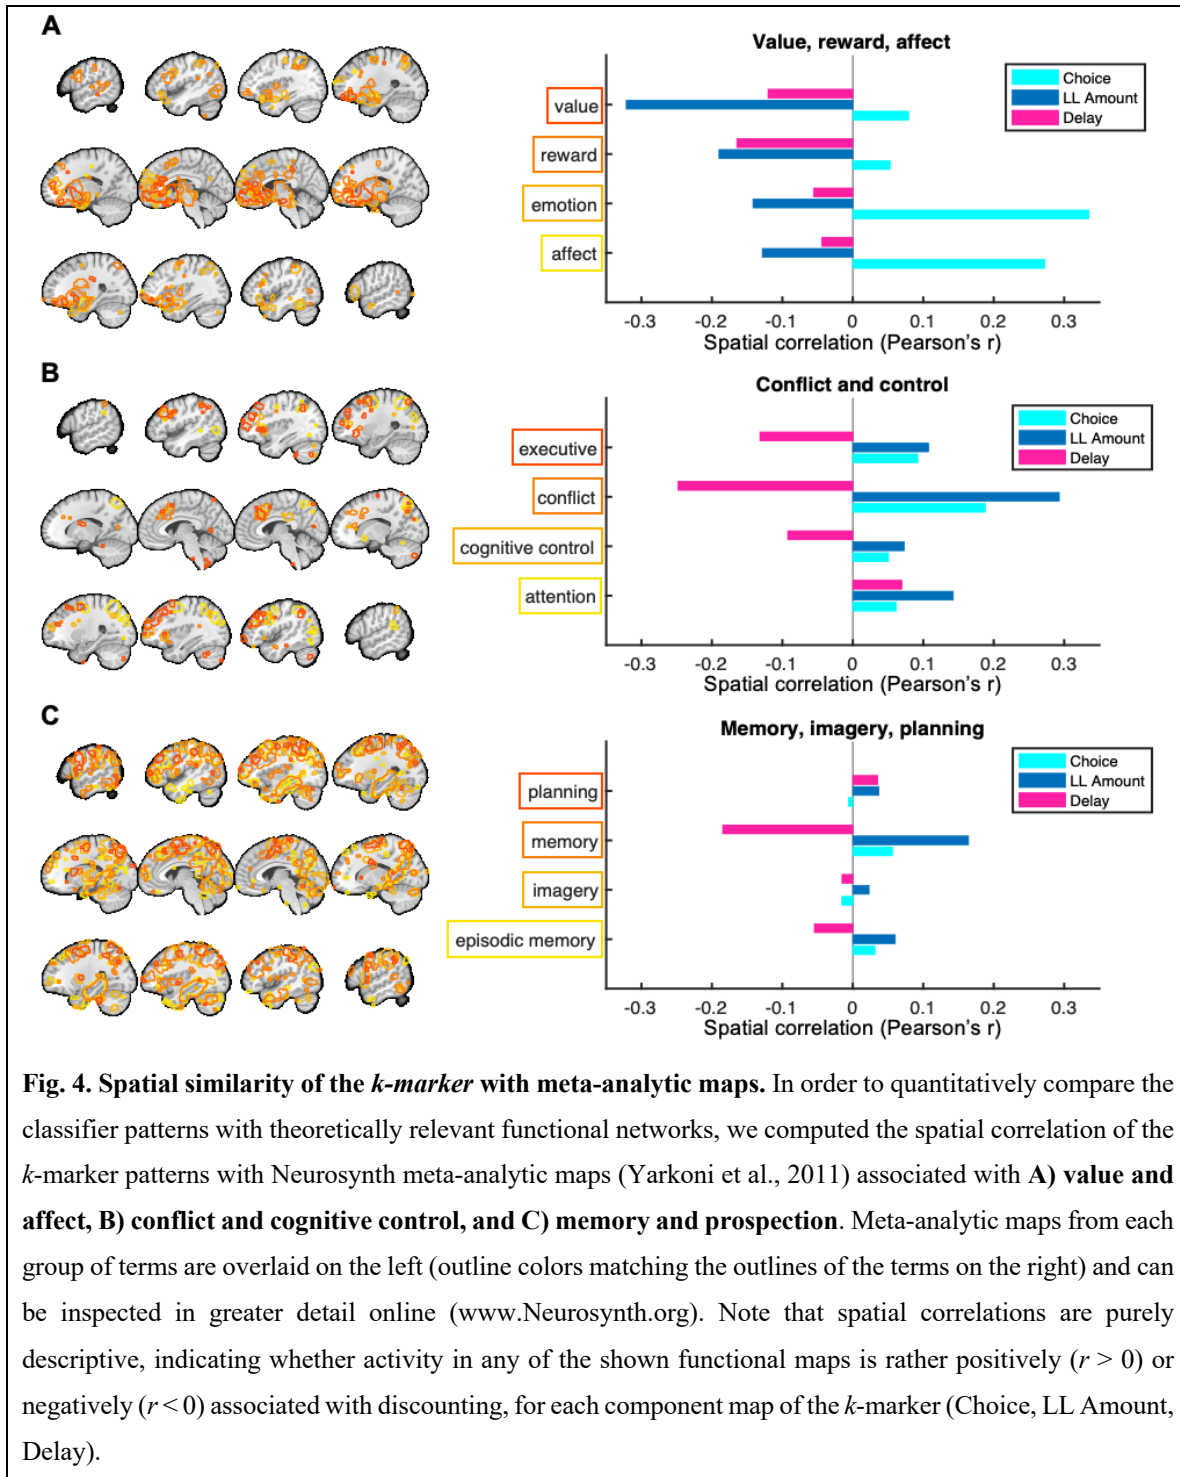 A
Value, reward, affect
Choice
LL Amount
Delay
value
reward
emotion
affect
-0.3 -0.2 -0.1 0 0.1 0.2 0.3
Spatial correlation (Pearson's r)
B
Conflict and control
Choice
LL Amount
Delay
executive
conflict
cognitive control
attention
-0.3 -0.2 -0.1 0 0.1 0.2 0.3
Spatial correlation (Pearson's r)
C
Memory, imagery, planning
Choice
LL Amount
Delay
planning
memory
imagery
episodic memory
-0.3 -0.2 -0.1 0 0.1 0.2 0.3
Spatial correlation (Pearson's r)
Fig. 4. Spatial similarity of the k-marker with meta-analytic maps. In order to quantitatively compare the
classifier patterns with theoretically relevant functional networks, we computed the spatial correlation of the
k-marker patterns with Neurosynth meta-analytic maps (Yarkoni et al., 2011) associated with A) value and
affect, B) conflict and cognitive control, and C) memory and prospection. Meta-analytic maps from each
group of terms are overlaid on the left (outline colors matching the outlines of the terms on the right) and can
be inspected in greater detail online (www.Neurosynth.org). Note that spatial correlations are purely
descriptive, indicating whether activity in any of the shown functional maps is rather positively (r > 0) or
negatively (r < 0) associated with discounting, for each component map of the k-marker (Choice, LL Amount,
Delay).